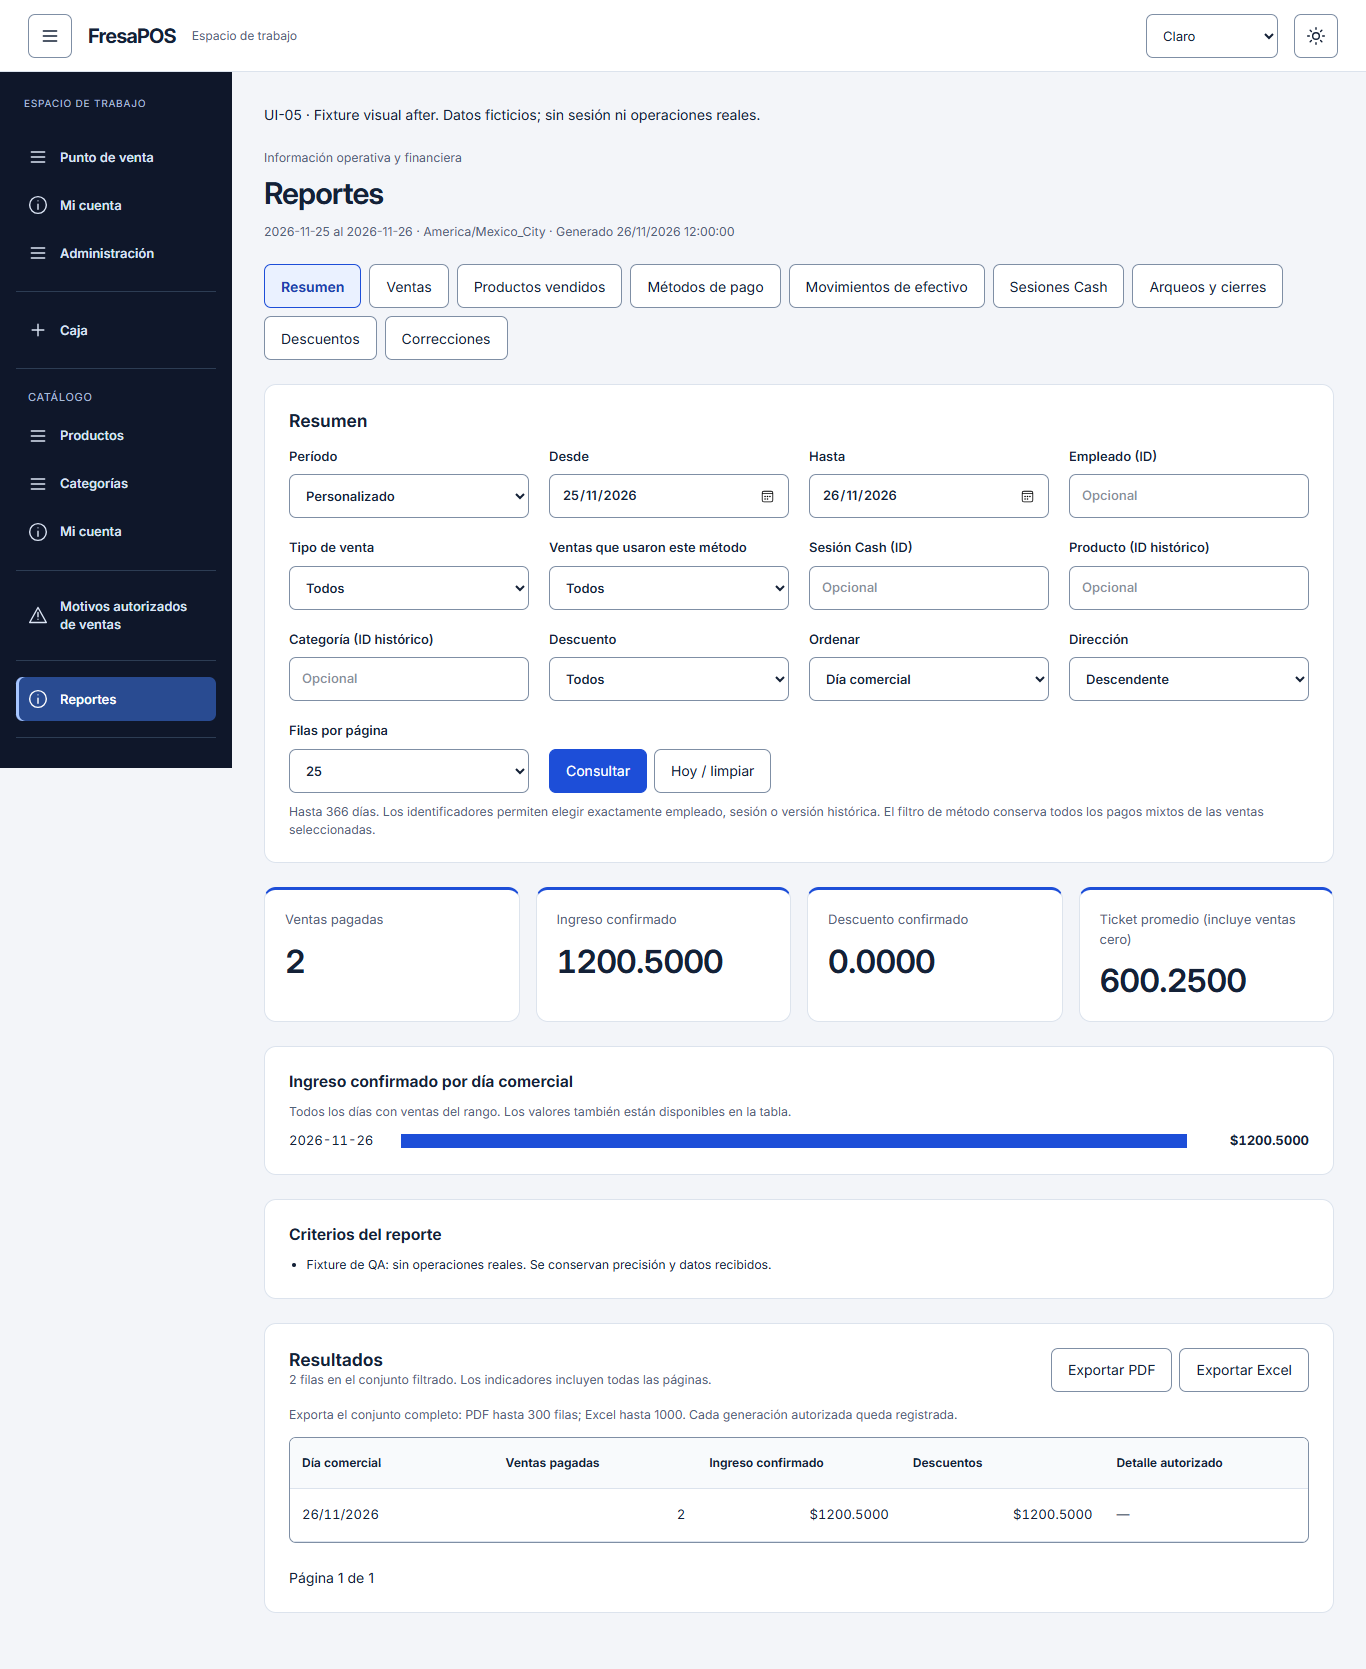 FresaPOS
Espacio de trabajo
Claro
ESPACIO DE TRABAJO
Punto de venta
Mi cuenta
Administración
Caja
CATÁLOGO
Productos
Categorías
Mi cuenta
Motivos autorizados
de ventas
Reportes
UI-05 · Fixture visual after. Datos ficticios; sin sesión ni operaciones reales.
Información operativa y financiera
Reportes
2026-11-25 al 2026-11-26 · America/Mexico_City · Generado 26/11/2026 12:00:00
Resumen Ventas Productos vendidos Métodos de pago Movimientos de efectivo Sesiones Cash Arqueos y cierres
Descuentos Correcciones
Resumen
Período Desde Hasta Empleado (ID)
Personalizado 25/11/2026 26/11/2026 Opcional
Tipo de venta Ventas que usaron este método Sesión Cash (ID) Producto (ID histórico)
Todos Todos Opcional Opcional
Categoría (ID histórico) Descuento Ordenar Dirección
Opcional Todos Día comercial Descendente
Filas por página
25 Consultar Hoy / limpiar
Hasta 366 días. Los identificadores permiten elegir exactamente empleado, sesión o versión histórica. El filtro de método conserva todos los pagos mixtos de las ventas
seleccionadas.
Ventas pagadas
2
Ingreso confirmado
1200.5000
Descuento confirmado
0.0000
Ticket promedio (incluye ventas
cero)
600.2500
Ingreso confirmado por día comercial
Todos los días con ventas del rango. Los valores también están disponibles en la tabla.
2026-11-26 $1200.5000
Criterios del reporte
• Fixture de QA: sin operaciones reales. Se conservan precisión y datos recibidos.
Resultados
2 filas en el conjunto filtrado. Los indicadores incluyen todas las páginas.
Exportar PDF Exportar Excel
Exporta el conjunto completo: PDF hasta 300 filas; Excel hasta 1000. Cada generación autorizada queda registrada.
Día comercial Ventas pagadas Ingreso confirmado Descuentos Detalle autorizado
26/11/2026 2 $1200.5000 $1200.5000 —
Página 1 de 1